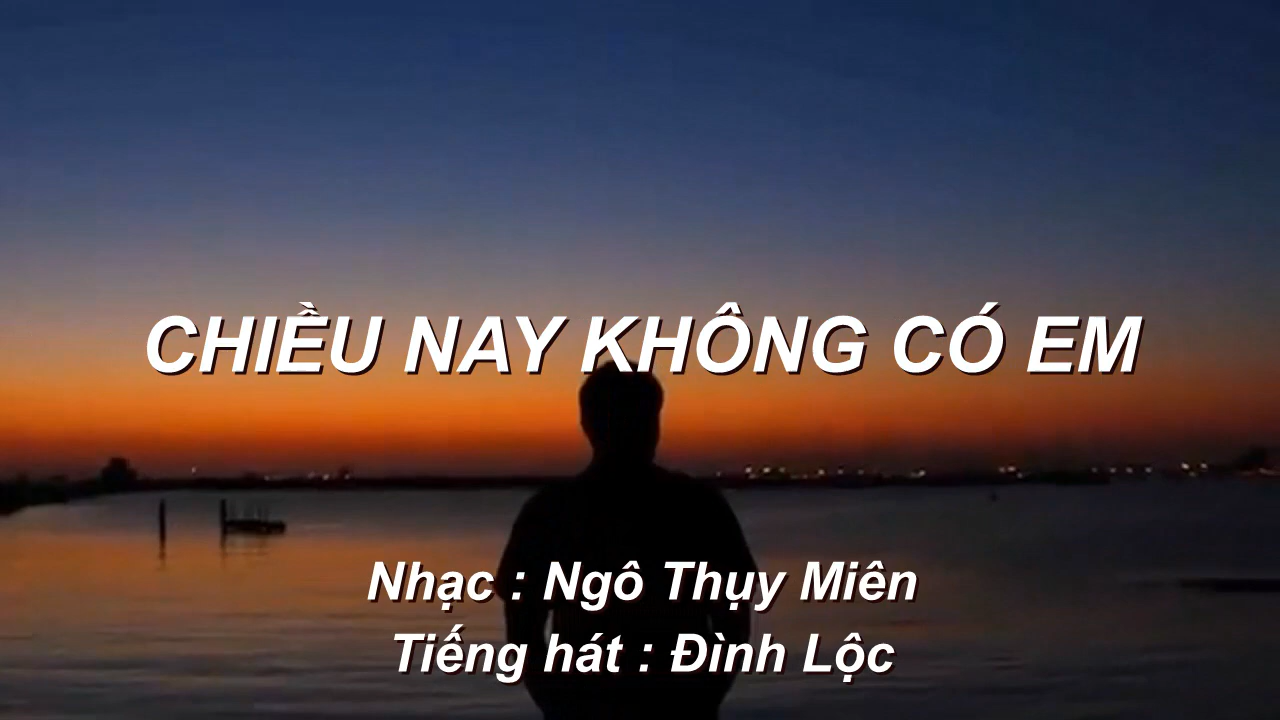 CHIỀU NAY KHÔNG CÓ EM
Nhạc : Ngô Thụy Miên
Tiếng hát : Đình Lộc